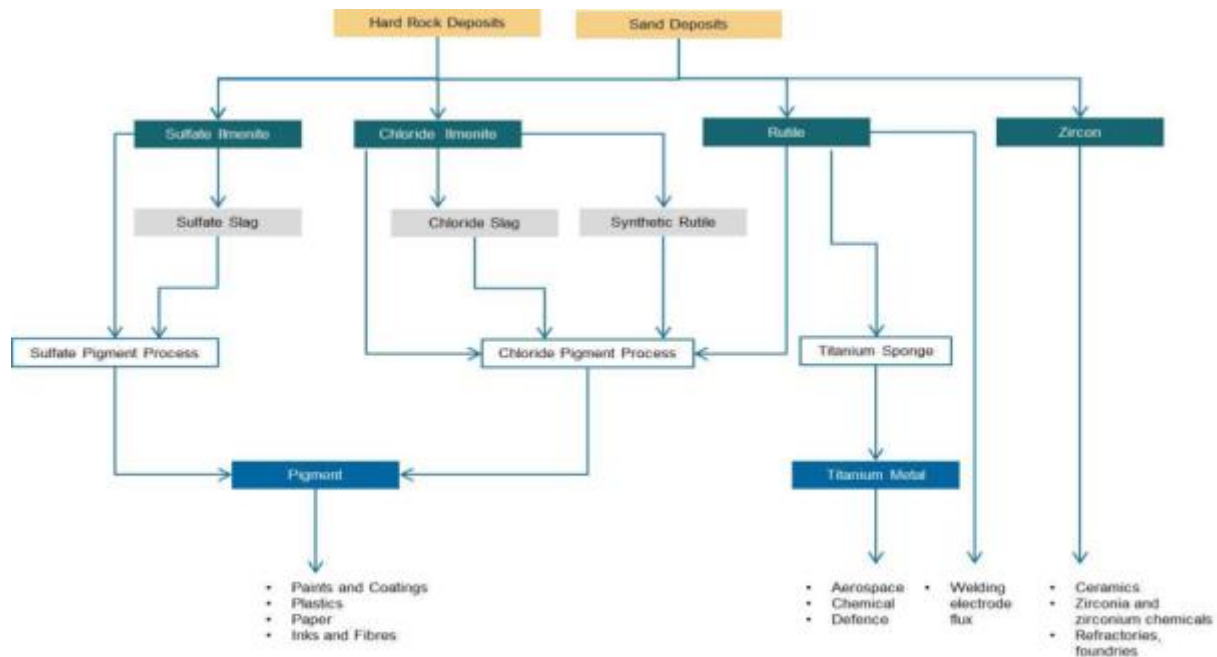 Hard Rock Deposits
Sand Deposits
Sulfate Ilmenite
Chloride Ilmenite
Rutile
Zircon
Sulfate Slag
Chloride Slag
Synthetic Rutile
Sulfate Pigment Process
Chloride Pigment Process
Titanium Sponge
Pigment
Titanium Metal
• Paints and Coatings
• Plastics
• Paper
• Inks and Fibres
• Aerospace
• Chemical
• Defence
• Welding
electrode
flux
• Ceramics
• Zirconia and
zirconium chemicals
• Refractories,
foundries